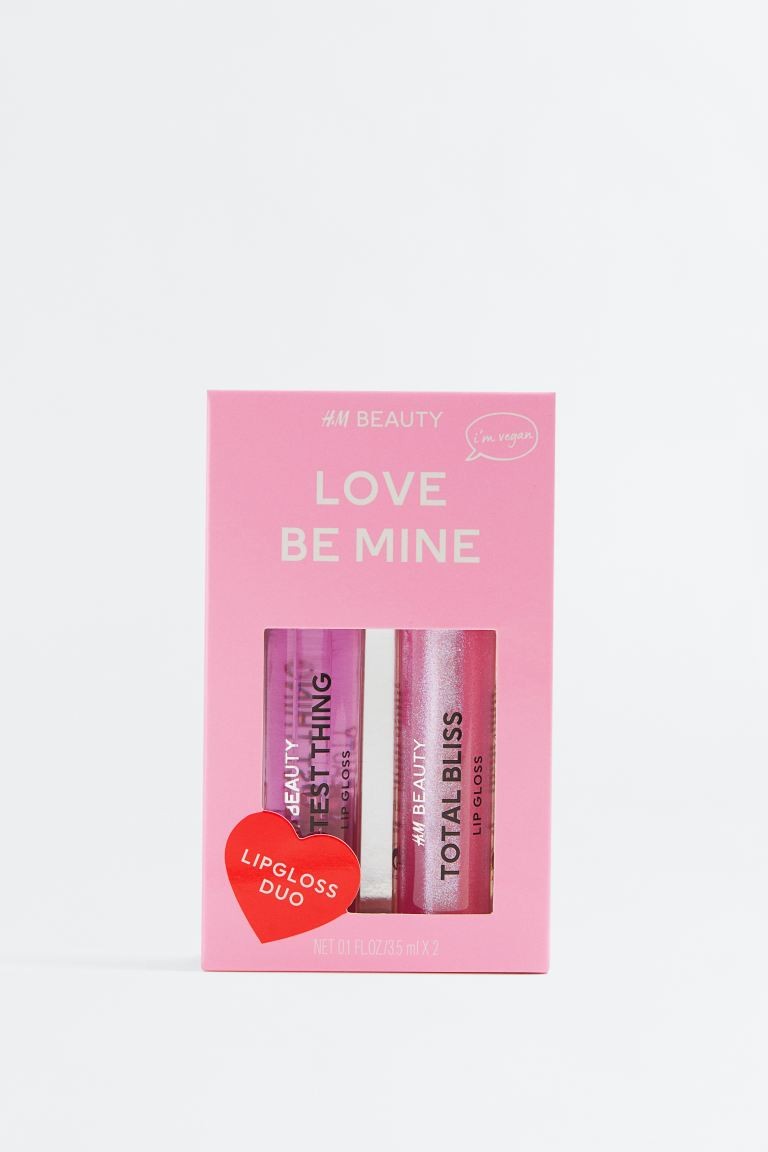 H&M BEAUTY
i'm vegan
LOVE
BE MINE
BEAUTY
TEST THING
LIP GLOSS
H&M BEAUTY
TOTAL BLISS
LIP GLOSS
LIPGLOSS
DUO
NET 0.1 FL.OZ/3.5 ml X 2